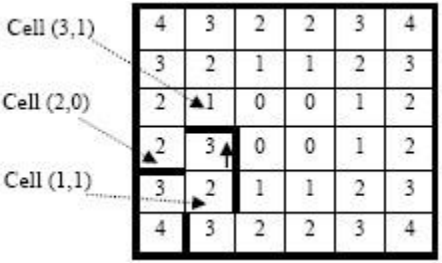 4 3 2 2 3 4
Cell (3,1)
3 2 1 1 2 3
2 1 0 0 1 2
Cell (2,0)
2 3 0 0 1 2
Cell (1,1)
3 2 1 1 2 3
4 3 2 2 3 4